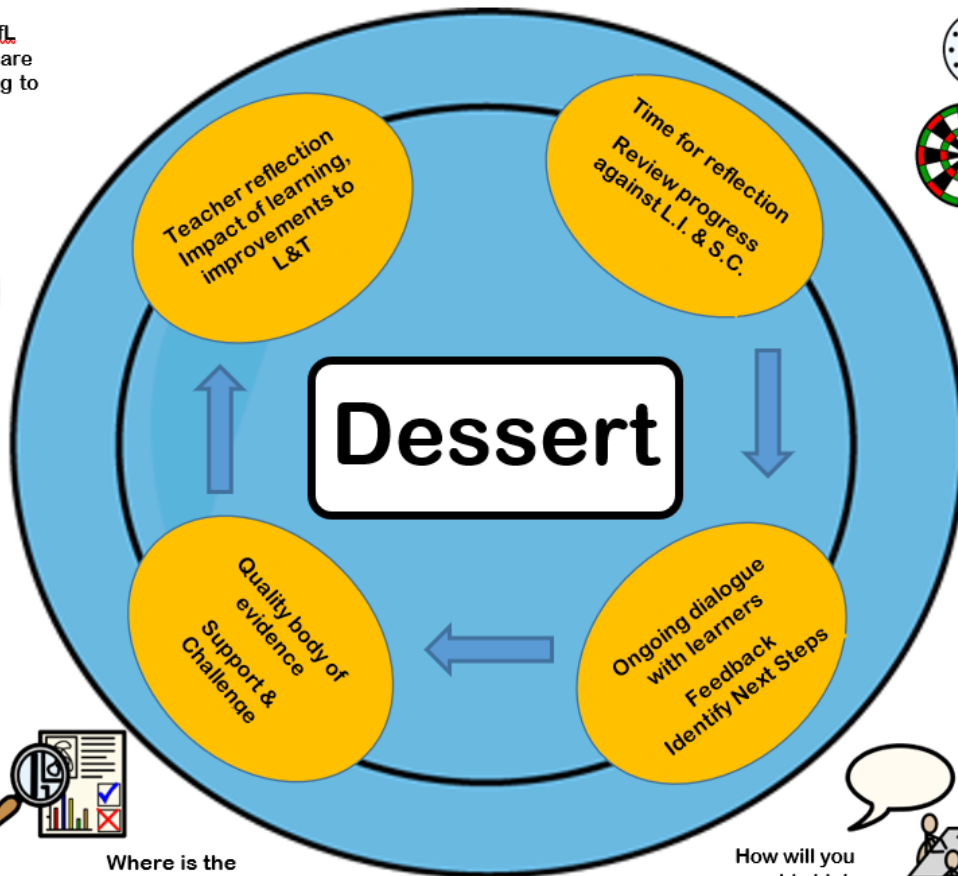 fL
are
g to
Teacher reflection
Impact of learning,
improvements to
L&T
Time for reflection
Review progress
against L.I. & S.C.
Dessert
Quality body of
evidence
Support &
Challenge
Ongoing dialogue
with learners
Feedback
Identify Next Steps
Where is the
How will you